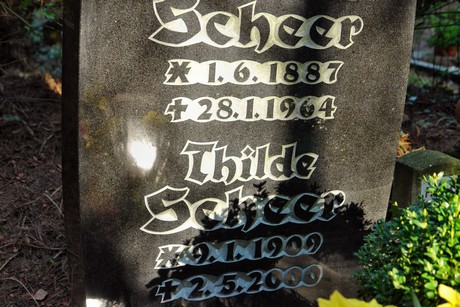 Scheer
* 1.6.1887
† 28.1.1964
Thilde
Scheer
* 9.1.1909
† 2.5.2000